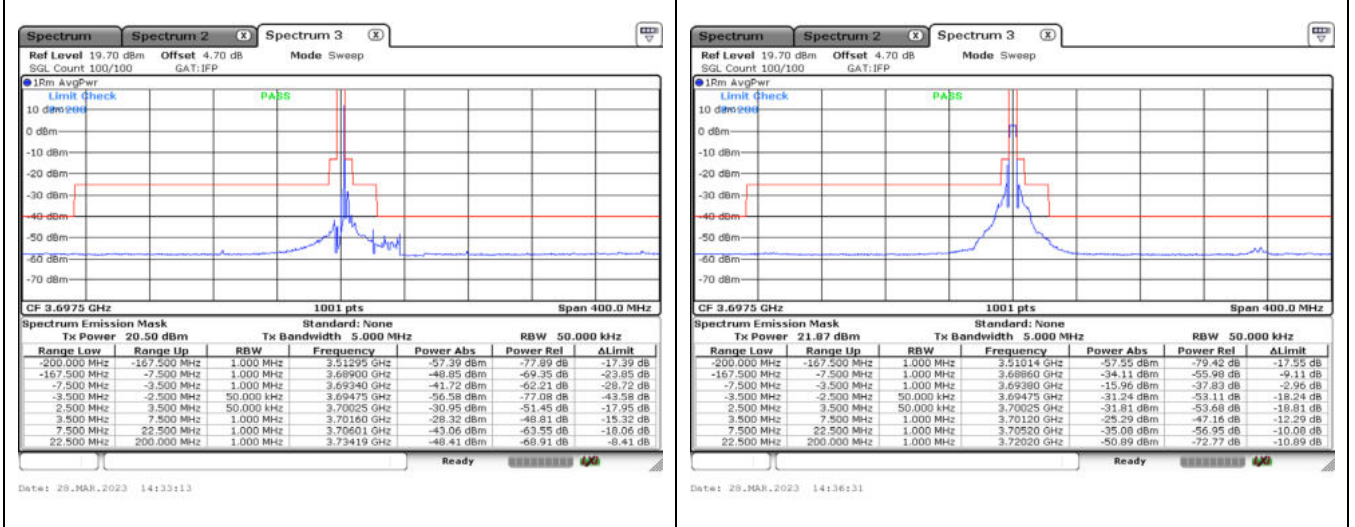 Spectrum Spectrum 2 X Spectrum 3 X
Ref Level 19.70 dBm Offset 4.70 dB Mode Sweep
SGL Count 100/100 GAT:IFP
1Rm AvgPwr
Limit Check PASS
10 dBm
0 dBm
-10 dBm
-20 dBm
-30 dBm
-40 dBm
-50 dBm
-60 dBm
-70 dBm
CF 3.6975 GHz 1001 pts Span 400.0 MHz
Spectrum Emission Mask Standard: None
Tx Power 20.50 dBm Tx Bandwidth 5.000 MHz RBW 50.000 kHz
Range Low Range Up RBW Frequency Power Abs Power Rel ΔLimit
-200.000 MHz -167.500 MHz 1.000 MHz 3.51295 GHz -57.39 dBm -77.89 dB -17.39 dB
-167.500 MHz -7.500 MHz 1.000 MHz 3.68900 GHz -48.85 dBm -69.35 dB -23.85 dB
-7.500 MHz -3.500 MHz 1.000 MHz 3.69340 GHz -41.72 dBm -62.21 dB -28.72 dB
-3.500 MHz -2.500 MHz 50.000 kHz 3.69475 GHz -56.58 dBm -77.08 dB -43.58 dB
2.500 MHz 3.500 MHz 50.000 kHz 3.70025 GHz -30.95 dBm -51.45 dB -17.95 dB
3.500 MHz 7.500 MHz 1.000 MHz 3.70160 GHz -28.32 dBm -48.81 dB -15.32 dB
7.500 MHz 22.500 MHz 1.000 MHz 3.70601 GHz -43.06 dBm -63.55 dB -18.06 dB
22.500 MHz 200.000 MHz 1.000 MHz 3.73419 GHz -48.41 dBm -68.91 dB -8.41 dB
Ready
Date: 28.MAR.2023 14:33:13
Spectrum Spectrum 2 X Spectrum 3 X
Ref Level 19.70 dBm Offset 4.70 dB Mode Sweep
SGL Count 100/100 GAT:IFP
1Rm AvgPwr
Limit Check PASS
10 dBm
0 dBm
-10 dBm
-20 dBm
-30 dBm
-40 dBm
-50 dBm
-60 dBm
-70 dBm
CF 3.6975 GHz 1001 pts Span 400.0 MHz
Spectrum Emission Mask Standard: None
Tx Power 21.87 dBm Tx Bandwidth 5.000 MHz RBW 50.000 kHz
Range Low Range Up RBW Frequency Power Abs Power Rel ΔLimit
-200.000 MHz -167.500 MHz 1.000 MHz 3.51014 GHz -57.55 dBm -79.42 dB -17.55 dB
-167.500 MHz -7.500 MHz 1.000 MHz 3.68860 GHz -34.11 dBm -55.98 dB -9.11 dB
-7.500 MHz -3.500 MHz 1.000 MHz 3.69380 GHz -15.96 dBm -37.83 dB -2.96 dB
-3.500 MHz -2.500 MHz 50.000 kHz 3.69475 GHz -31.24 dBm -53.11 dB -18.24 dB
2.500 MHz 3.500 MHz 50.000 kHz 3.70025 GHz -31.81 dBm -53.68 dB -18.81 dB
3.500 MHz 7.500 MHz 1.000 MHz 3.70120 GHz -25.29 dBm -47.16 dB -12.29 dB
7.500 MHz 22.500 MHz 1.000 MHz 3.70520 GHz -35.08 dBm -56.95 dB -10.08 dB
22.500 MHz 200.000 MHz 1.000 MHz 3.72020 GHz -50.89 dBm -72.77 dB -10.89 dB
Ready
Date: 28.MAR.2023 14:36:31